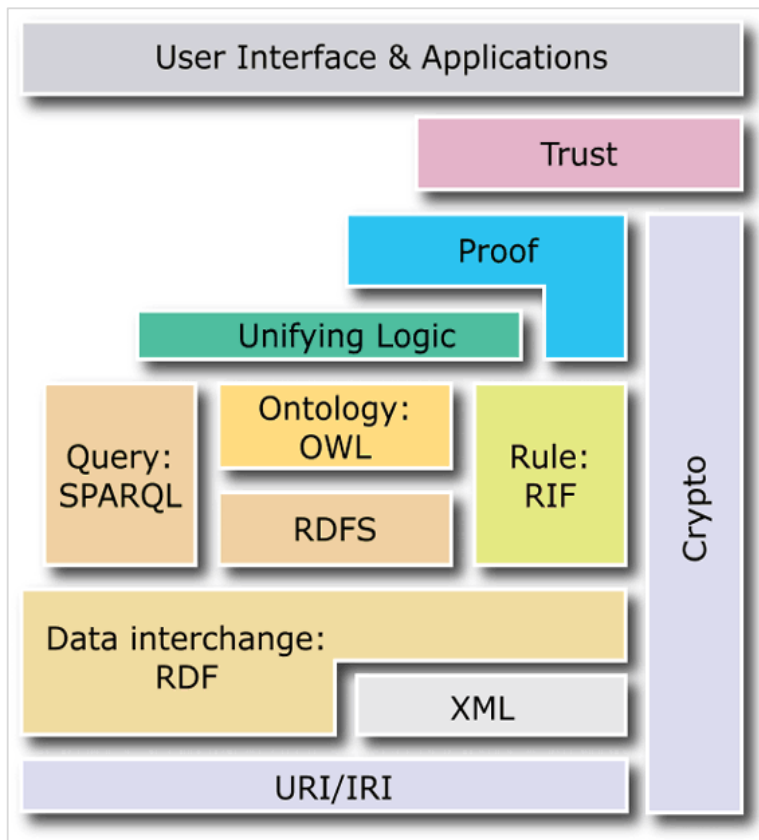 User Interface & Applications
Trust
Proof
Unifying Logic
Query:
SPARQL
Ontology:
OWL
RDFS
Rule:
RIF
Crypto
Data interchange:
RDF
XML
URI/IRI